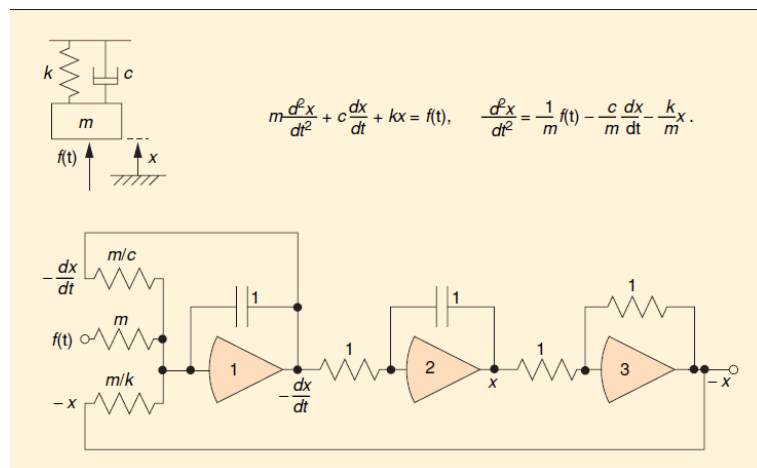 k
c
m
f(t)
x
m d²x/dt² + c dx/dt + kx = f(t), d²x/dt² = 1/m f(t) − c/m dx/dt − k/m x.
m/c
− dx/dt
m
f(t)
m/k
− x
1
1
− dx/dt
1
1
2
x
1
1
3
− x